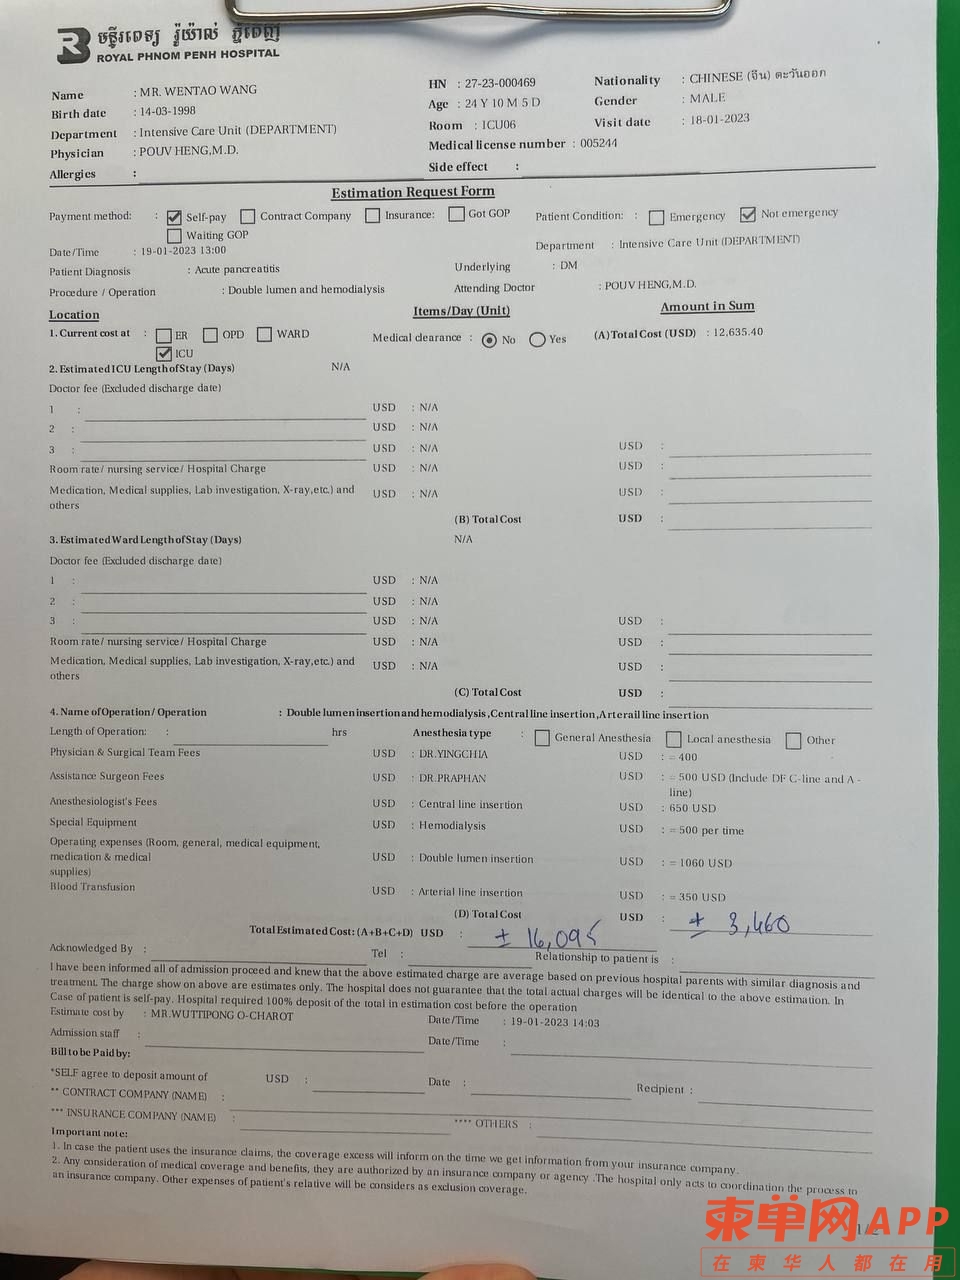 មន្ទីរពេទ្យ រ៉ូយ៉ាល់ ភ្នំពេញ
ROYAL PHNOM PENH HOSPITAL
Name : MR. WENTAO WANG
HN : 27-23-000469
Nationality : CHINESE (จีน) ตะวันออก
Birth date : 14-03-1998
Age : 24 Y 10 M 5 D
Gender : MALE
Department : Intensive Care Unit (DEPARTMENT)
Room : ICU06
Visit date : 18-01-2023
Physician : POUV HENG,M.D.
Medical license number : 005244
Allergies :
Side effect :
Estimation Request Form
Payment method: : Self-pay Contract Company Insurance: Got GOP
Patient Condition: : Emergency Not emergency
Waiting GOP
Date/Time : 19-01-2023 13:00
Department : Intensive Care Unit (DEPARTMENT)
Patient Diagnosis : Acute pancreatitis
Underlying : DM
Procedure / Operation : Double lumen and hemodialysis
Attending Doctor : POUV HENG,M.D.
Location
Items/Day (Unit)
Amount in Sum
1. Current cost at : ER OPD WARD
Medical clearance : No Yes
(A) Total Cost (USD) : 12,635.40
ICU
2. Estimated ICU Length of Stay (Days) N/A
Doctor fee (Excluded discharge date)
1 : USD : N/A
2 : USD : N/A
3 : USD : N/A USD :
Room rate/ nursing service/ Hospital Charge USD : N/A USD :
Medication, Medical supplies, Lab investigation, X-ray,etc.) and others USD : N/A USD :
(B) Total Cost USD :
3. Estimated Ward Length of Stay (Days) N/A
Doctor fee (Excluded discharge date)
1 : USD : N/A
2 : USD : N/A
3 : USD : N/A USD :
Room rate/ nursing service/ Hospital Charge USD : N/A USD :
Medication, Medical supplies, Lab investigation, X-ray,etc.) and others USD : N/A USD :
(C) Total Cost USD :
4. Name of Operation/ Operation : Double lumen insertion and hemodialysis ,Central line insertion ,Arterail line insertion
Length of Operation: : hrs
Anesthesia type : General Anesthesia Local anesthesia Other
Physician & Surgical Team Fees USD : DR.YINGCHIA USD : = 400
Assistance Surgeon Fees USD : DR.PRAPHAN USD : = 500 USD (Include DF C-line and A - line)
Anesthesiologist's Fees USD : Central line insertion USD : 650 USD
Special Equipment USD : Hemodialysis USD : = 500 per time
Operating expenses (Room, general, medical equipment, medication & medical supplies) USD : Double lumen insertion USD : = 1060 USD
Blood Transfusion USD : Arterial line insertion USD : = 350 USD
(D) Total Cost USD : ± 3,460
Total Estimated Cost: (A+B+C+D) USD : ± 16,095
Acknowledged By : Tel : Relationship to patient is :
I have been informed all of admission proceed and knew that the above estimated charge are average based on previous hospital parents with similar diagnosis and
treatment. The charge show on above are estimates only. The hospital does not guarantee that the total actual charges will be identical to the above estimation. In
Case of patient is self-pay. Hospital required 100% deposit of the total in estimation cost before the operation
Estimate cost by : MR.WUTTIPONG O-CHAROT
Date/Time : 19-01-2023 14:03
Admission staff :
Date/Time :
Bill to be Paid by:
*SELF agree to deposit amount of USD : Date : Recipient :
** CONTRACT COMPANY (NAME) :
*** INSURANCE COMPANY (NAME) : **** OTHERS :
Important note:
1. In case the patient uses the insurance claims, the coverage excess will inform on the time we get information from your insurance company.
2. Any consideration of medical coverage and benefits, they are authorized by an insurance company or agency .The hospital only acts to coordination the process to
an insurance company. Other expenses of patient's relative will be considers as exclusion coverage.
柬单网APP
在柬华人都在用